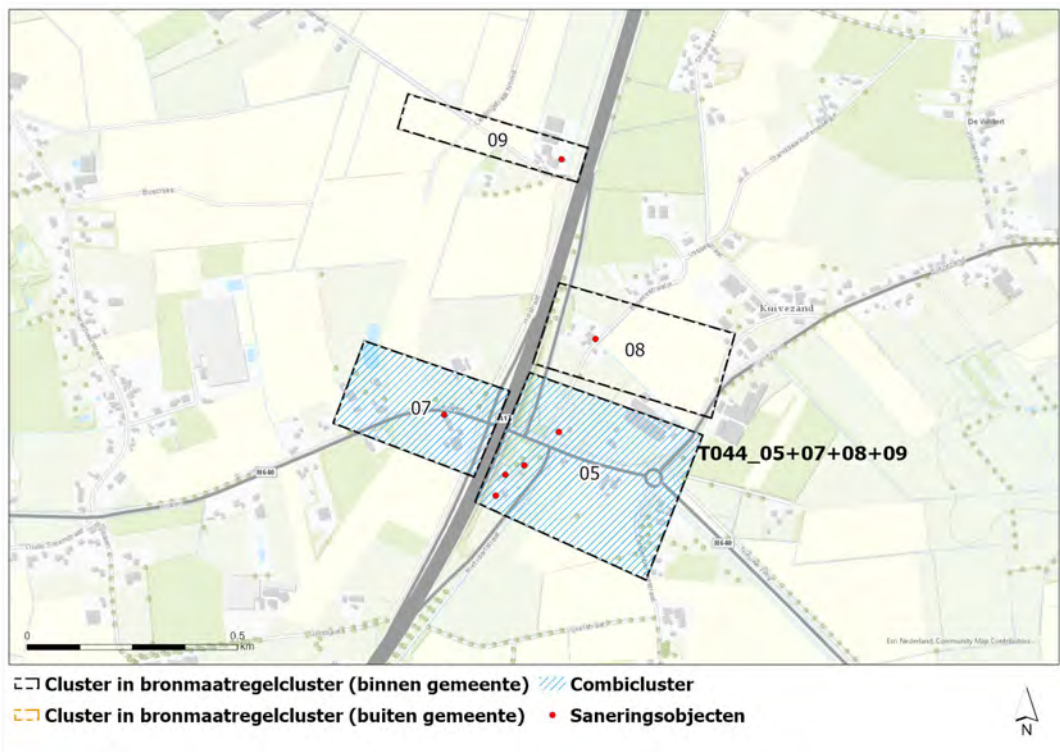 De Wildert
09
Kuivezand
08
07
05
T044_05+07+08+09
N640
N640
0
0.5
km
Esri Nederland, Community Map Contributors
Cluster in bronmaatregelcluster (binnen gemeente)
Combicluster
Cluster in bronmaatregelcluster (buiten gemeente)
Saneringsobjecten
N